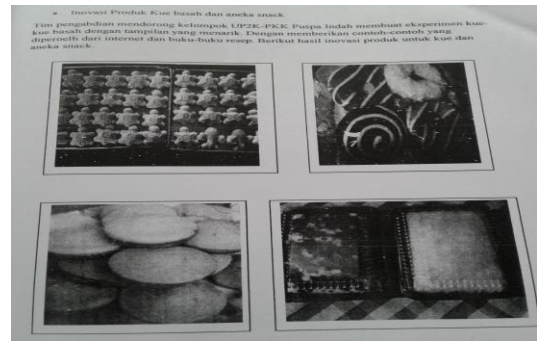 • Inovasi Produk Kue basah dan aneka snack
Tim pengabdian mendorong kelompok UP2K-PKK Puspa Indah membuat eksperimen kue-
kue basah dengan tampilan yang menarik. Dengan memberikan contoh-contoh yang
diperoelh dari internet dan buku-buku resep. Berikut hasil inovasi produk untuk kue dan
aneka snack.